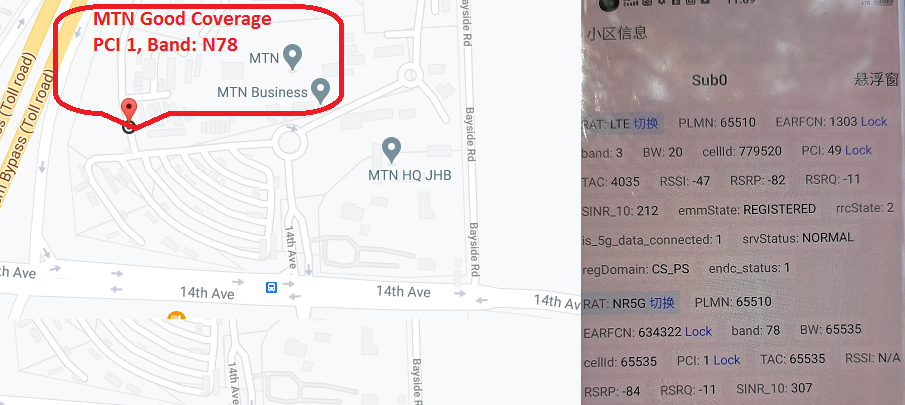 MTN Good Coverage
PCI 1, Band: N78
MTN
MTN Business
MTN HQ JHB
Bypass (Toll road)
Bayside Rd
Bayside Rd
Bayside Rd
14th Ave
14th Ave
14th Ave
14th Ave
14th Ave
Bayside Rd
小区信息
Sub0 悬浮窗
RAT: LTE 切换 PLMN: 65510 EARFCN: 1303 Lock
band: 3 BW: 20 cellId: 779520 PCI: 49 Lock
TAC: 4035 RSSI: -47 RSRP: -82 RSRQ: -11
SINR_10: 212 emmState: REGISTERED rrcState: 2
is_5g_data_connected: 1 srvStatus: NORMAL
regDomain: CS_PS endc_status: 1
RAT: NR5G 切换 PLMN: 65510
EARFCN: 634322 Lock band: 78 BW: 65535
cellId: 65535 PCI: 1 Lock TAC: 65535 RSSI: N/A
RSRP: -84 RSRQ: -11 SINR_10: 307